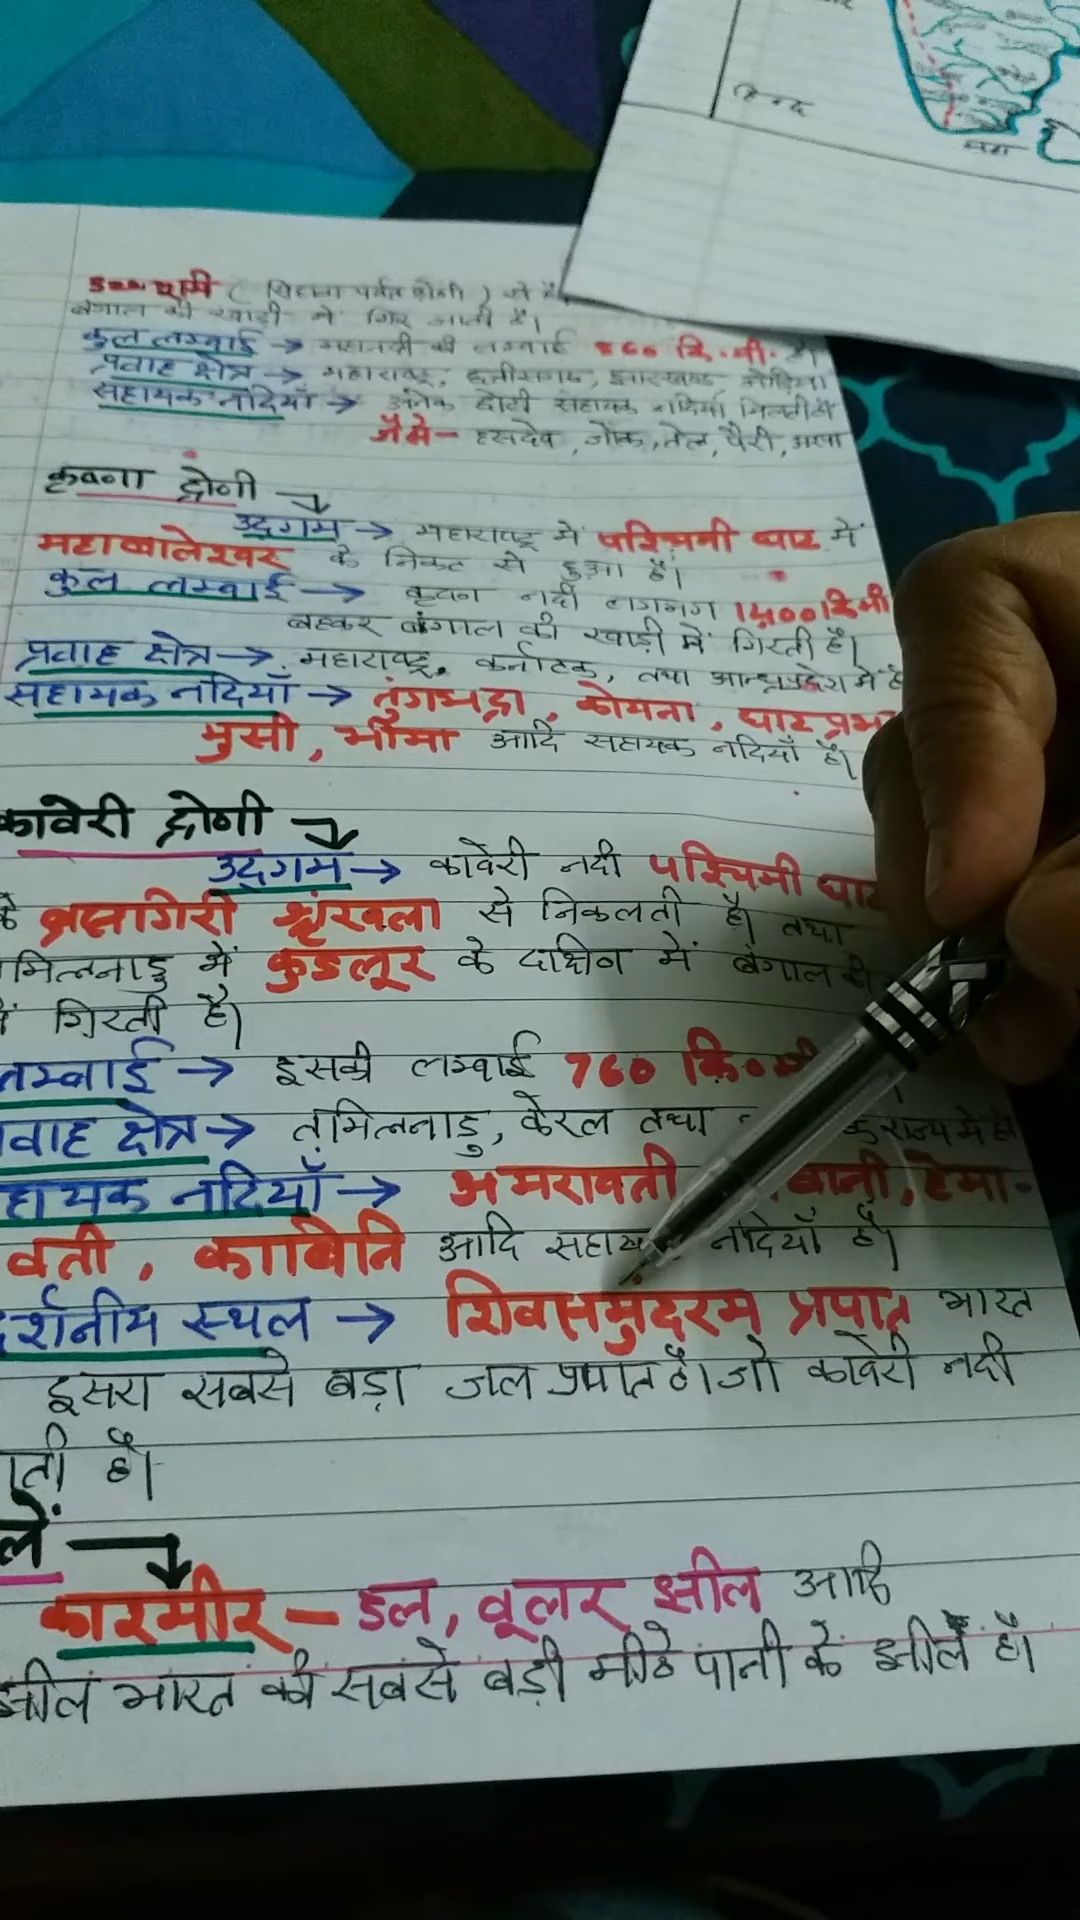 हिन्द
बंगाल की खाड़ी में गिर जाती है।
कुल लम्बाई → महानदी की लम्बाई 860 कि.मी. है।
प्रवाह क्षेत्र → महाराष्ट्र, छत्तीसगढ़, झारखण्ड, ओडिशा
सहायक नदियाँ → अनेक छोटी सहायक नदियाँ मिलती है
जैसे- हसदेव, जोंक, तेल,
कृष्णा द्रोणी →
उद्गम → महाराष्ट्र में पश्चिमी घाट में
महाबालेश्वर के निकट से हुआ है।
कुल लम्बाई → कृष्णा नदी लगभग 1400 किमी
बहकर बंगाल की खाड़ी में गिरती है।
प्रवाह क्षेत्र → महाराष्ट्र, कर्नाटक, तथा आन्ध्रप्रदेश में है
सहायक नदियाँ → तुंगभद्रा, कोयना, घाटप्रभा
मुसी, भीमा आदि सहायक नदियाँ है।
कावेरी द्रोणी →
उद्गम → कावेरी नदी पश्चिमी घाट
के ब्रह्मगिरी श्रृंखला से निकलती है। तथा
मिलनाडु में कुडलूर के दक्षिण में बंगाल की
में गिरती है।
लम्बाई → इसकी लम्बाई 760 कि॰मी
वाह क्षेत्र → तमिलनाडु, केरल तथा राज्य में है
हायक नदियाँ → अमरावती वानी, हेमा-
वती, काबिनि आदि सहायक नदियाँ है।
दर्शनीय स्थल → शिवासमुंदरम प्रपात भारत
दूसरा सबसे बड़ा जल प्रपात है। जो कावेरी नदी
ाती है।
लें →
काश्मीर - डल, वूलर झील आदि
झील भारत की सबसे बड़ी मीठे पानी के झील है।